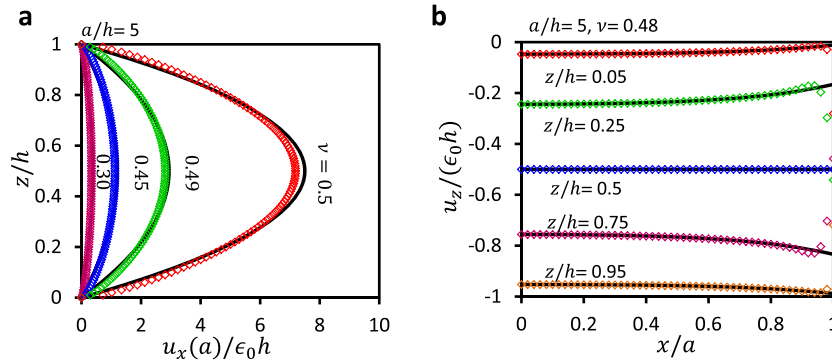 a
a/h = 5
1
0.8
0.6
0.4
0.2
0
z/h
0.30
0.45
0.49
ν = 0.5
0 2 4 6 8 10
u_x(a)/ϵ_0h
b
a/h = 5, ν = 0.48
0
-0.2
-0.4
-0.6
-0.8
-1
u_z/(ϵ_0h)
z/h = 0.05
z/h = 0.25
z/h = 0.5
z/h = 0.75
z/h = 0.95
0 0.2 0.4 0.6 0.8 1
x/a